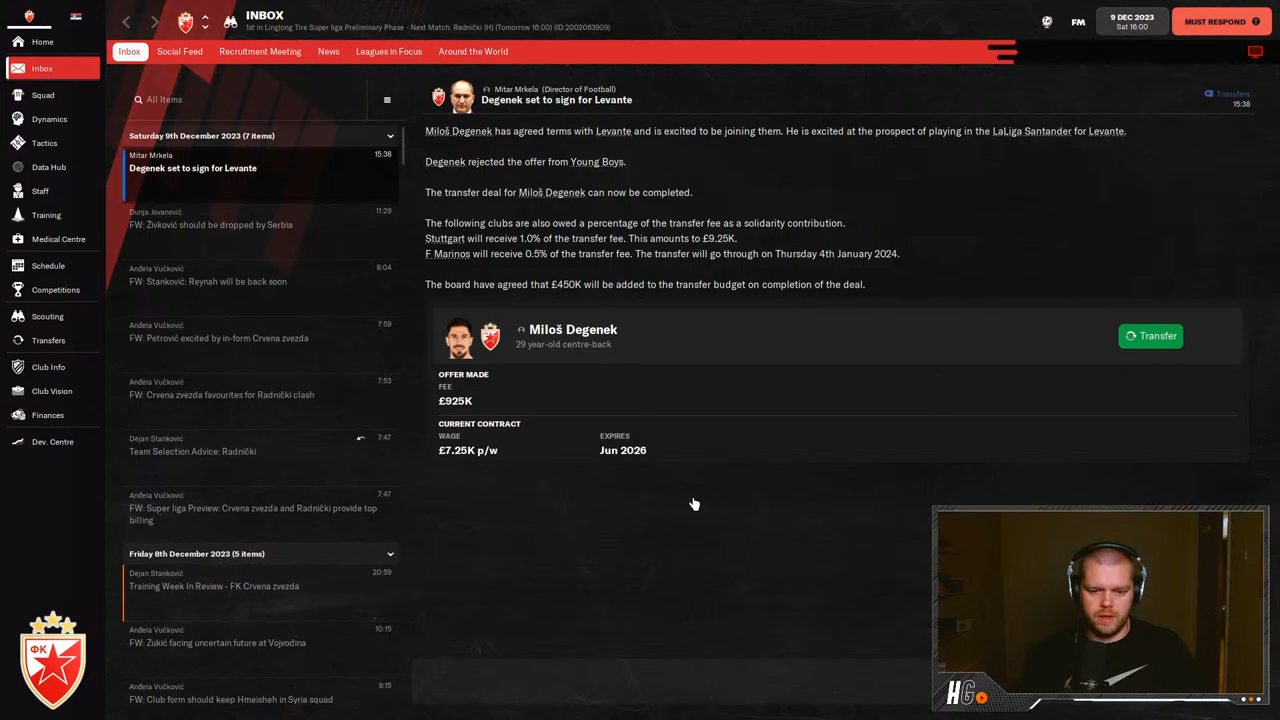 INBOX
1st in Linglong Tire Super liga Preliminary Phase - Next Match: Radnički (H) (Tomorrow 16:00) (ID:2002063909)
FM
9 DEC 2023
Sat 16:00
MUST RESPOND
Home
Inbox
Squad
Dynamics
Tactics
Data Hub
Staff
Training
Medical Centre
Schedule
Competitions
Scouting
Transfers
Club Info
Club Vision
Finances
Dev. Centre
ФК
Inbox
Social Feed
Recruitment Meeting
News
Leagues in Focus
Around the World
All Items
Saturday 9th December 2023 (7 items)
Mitar Mrkela 15:38
Degenek set to sign for Levante
Dunja Jovanović 11:29
FW: Živković should be dropped by Serbia
Anđela Vučković 8:04
FW: Stanković: Reynah will be back soon
Anđela Vučković 7:59
FW: Petrović excited by in-form Crvena zvezda
Anđela Vučković 7:53
FW: Crvena zvezda favourites for Radnički clash
Dejan Stanković 7:47
Team Selection Advice: Radnički
Anđela Vučković 7:47
FW: Super liga Preview: Crvena zvezda and Radnički provide top
billing
Friday 8th December 2023 (5 items)
Dejan Stanković 20:59
Training Week In Review - FK Crvena zvezda
Anđela Vučković 10:15
FW: Zukić facing uncertain future at Vojvodina
Anđela Vučković 9:15
FW: Club form should keep Hmeisheh in Syria squad
Mitar Mrkela (Director of Football)
Degenek set to sign for Levante
Transfers
15:38
Miloš Degenek has agreed terms with Levante and is excited to be joining them. He is excited at the prospect of playing in the LaLiga Santander for Levante.
Degenek rejected the offer from Young Boys.
The transfer deal for Miloš Degenek can now be completed.
The following clubs are also owed a percentage of the transfer fee as a solidarity contribution.
Stuttgart will receive 1.0% of the transfer fee. This amounts to £9.25K.
F Marinos will receive 0.5% of the transfer fee. The transfer will go through on Thursday 4th January 2024.
The board have agreed that £450K will be added to the transfer budget on completion of the deal.
Miloš Degenek
29 year-old centre-back
Transfer
OFFER MADE
FEE
£925K
CURRENT CONTRACT
WAGE EXPIRES
£7.25K p/w Jun 2026
HG